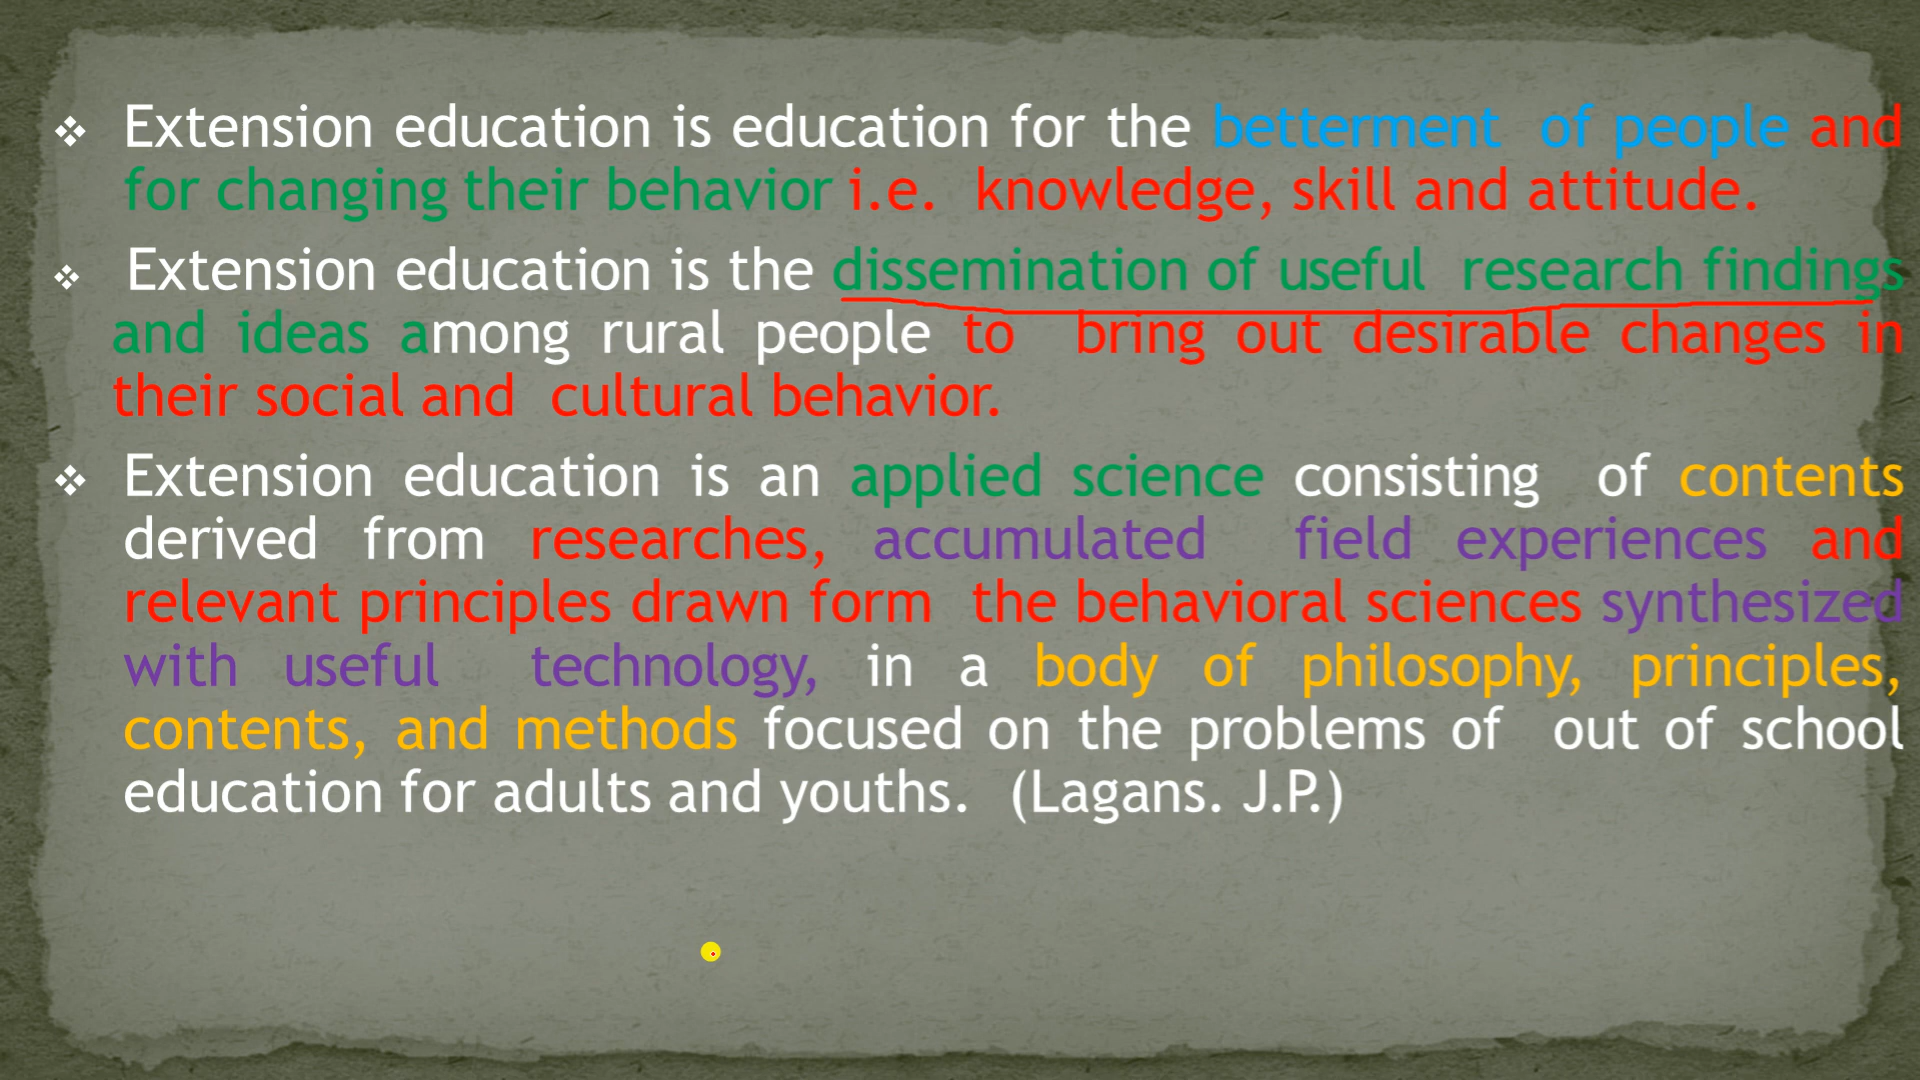 ❖ Extension education is education for the betterment of people and
for changing their behavior i.e. knowledge, skill and attitude.
❖ Extension education is the dissemination of useful research findings
and ideas among rural people to bring out desirable changes in
their social and cultural behavior.
❖ Extension education is an applied science consisting of contents
derived from researches, accumulated field experiences and
relevant principles drawn form the behavioral sciences synthesized
with useful technology, in a body of philosophy, principles,
contents, and methods focused on the problems of out of school
education for adults and youths. (Lagans. J.P.)